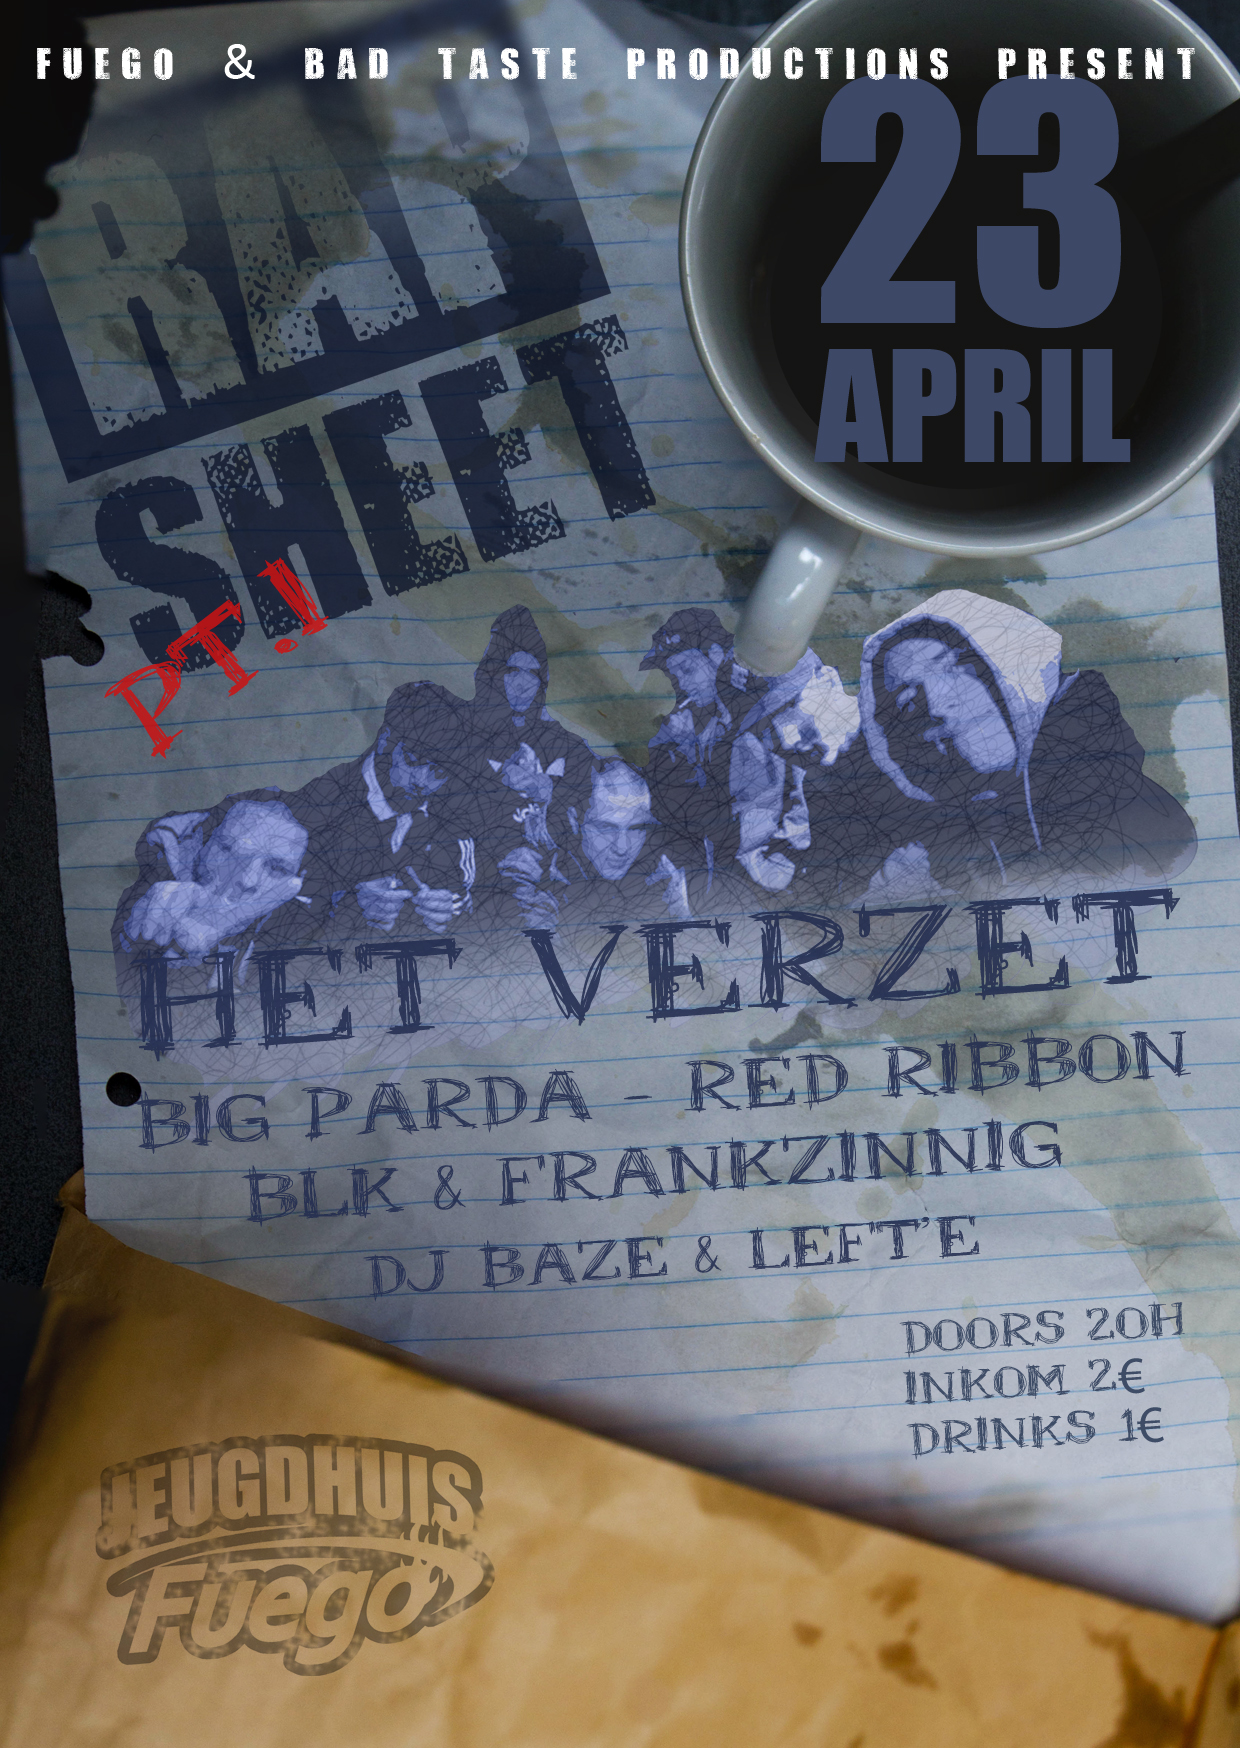 FUEGO & BAD TASTE PRODUCTIONS PRESENT
23
APRIL
RAP
SHEET
PT.I
HET VERZET
BIG PARDA - RED RIBBON
BLK & FRANKZINNIG
DJ BAZE & LEFT'E
DOORS 20H
INKOM 2€
DRINKS 1€
JEUGDHUIS
Fuego